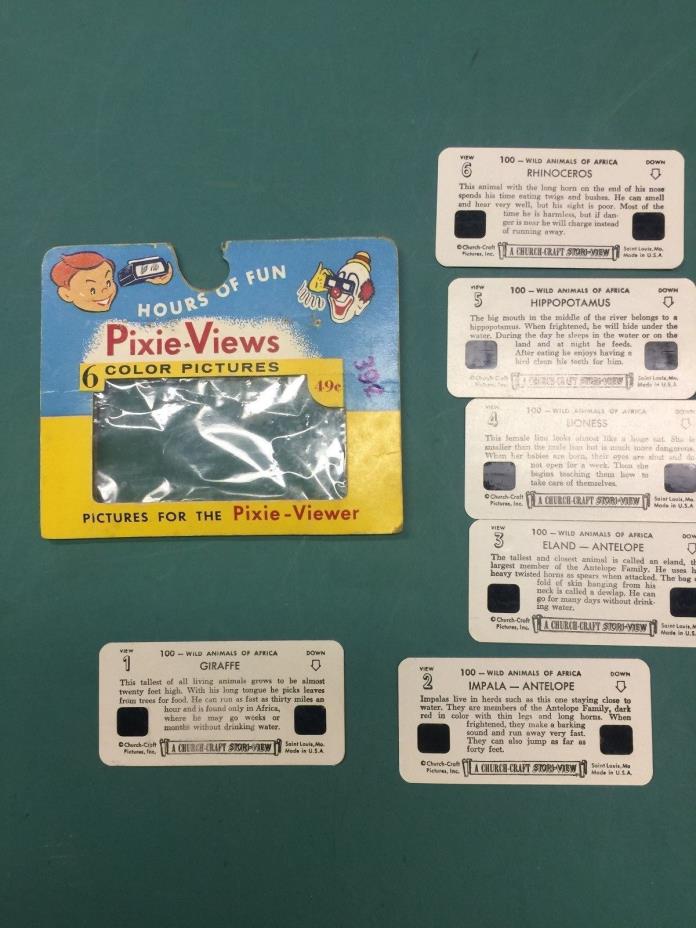 HOURS OF FUN
Pixie-Views
6 COLOR PICTURES
49¢
39¢
PICTURES FOR THE Pixie-Viewer
VIEW
6
100 — WILD ANIMALS OF AFRICA
DOWN
RHINOCEROS
This animal with the long horn on the end of his nose
spends his time eating twigs and bushes. He can smell
and hear very well, but his sight is poor. Most of the
time he is harmless, but if dan-
ger is near he will charge instead
of running away.
©Church-Craft
Pictures, Inc.
A CHURCH-CRAFT STORI-VIEW
Saint Louis, Mo.
Made in U.S.A.
VIEW
5
100 — WILD ANIMALS OF AFRICA
DOWN
HIPPOPOTAMUS
The big mouth in the middle of the river belongs to a
hippopotamus. When frightened, he will hide under the
water. During the day he sleeps in the water or on the
land and at night he feeds.
After eating he enjoys having a
bird clean his teeth for him.
©Church-Craft
Pictures, Inc.
A CHURCH-CRAFT STORI-VIEW
Saint Louis, Mo.
Made in U.S.A.
VIEW
4
100 — WILD ANIMALS OF AFRICA
DOWN
LIONESS
This female lion looks almost like a huge cat. She is
smaller than the male lion but is much more dangerous.
When her babies are born, their eyes are shut and do
not open for a week. Then she
begins teaching them how to
take care of themselves.
©Church-Craft
Pictures, Inc.
A CHURCH-CRAFT STORI-VIEW
Saint Louis, Mo.
Made in U.S.A.
VIEW
3
100 — WILD ANIMALS OF AFRICA
DOW
ELAND — ANTELOPE
The tallest and closest animal is called an eland, th
largest member of the Antelope Family. He uses h
heavy twisted horns as spears when attacked. The bag o
fold of skin hanging from his
neck is called a dewlap. He can
go for many days without drink-
ing water.
©Church-Craft
Pictures, Inc.
A CHURCH-CRAFT STORI-VIEW
Saint Louis, Mo.
Made in U.S.A.
VIEW
1
100 — WILD ANIMALS OF AFRICA
DOWN
GIRAFFE
This tallest of all living animals grows to be almost
twenty feet high. With his long tongue he picks leaves
from trees for food. He can run as fast as thirty miles an
hour and is found only in Africa,
where he may go weeks or
months without drinking water.
©Church-Craft
Pictures, Inc.
A CHURCH-CRAFT STORI-VIEW
Saint Louis, Mo.
Made in U.S.A.
VIEW
2
100 — WILD ANIMALS OF AFRICA
DOWN
IMPALA — ANTELOPE
Impalas live in herds such as this one staying close to
water. They are members of the Antelope Family, dark
red in color with thin legs and long horns. When
frightened, they make a barking
sound and run away very fast.
They can also jump as far as
forty feet.
©Church-Craft
Pictures, Inc.
A CHURCH-CRAFT STORI-VIEW
Saint Louis, Mo
Made in U.S.A.